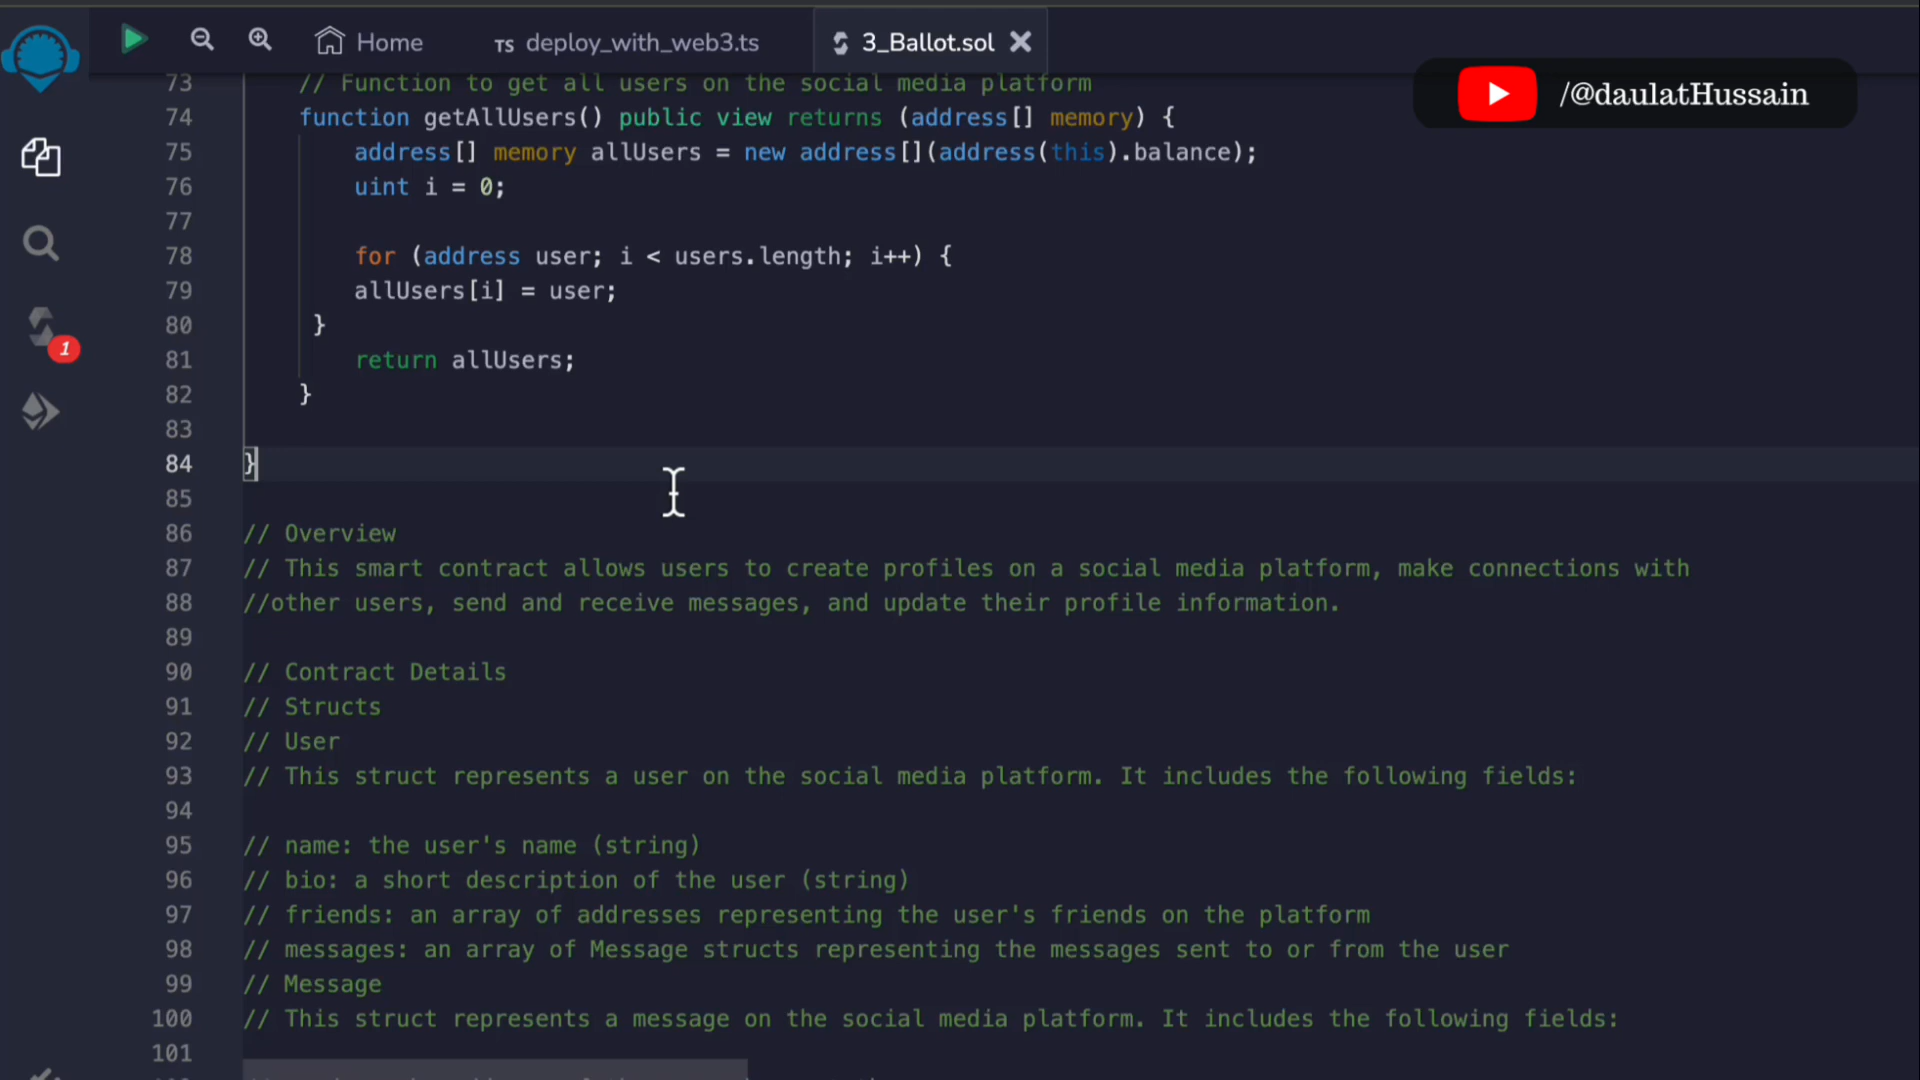 Home
TS deploy_with_web3.ts
3_Ballot.sol
/@daulatHussain
1
73 // Function to get all users on the social media platform
74 function getAllUsers() public view returns (address[] memory) {
75 address[] memory allUsers = new address[](address(this).balance);
76 uint i = 0;
77
78 for (address user; i < users.length; i++) {
79 allUsers[i] = user;
80 }
81 return allUsers;
82 }
83
84 }
85
86 // Overview
87 // This smart contract allows users to create profiles on a social media platform, make connections with
88 //other users, send and receive messages, and update their profile information.
89
90 // Contract Details
91 // Structs
92 // User
93 // This struct represents a user on the social media platform. It includes the following fields:
94
95 // name: the user's name (string)
96 // bio: a short description of the user (string)
97 // friends: an array of addresses representing the user's friends on the platform
98 // messages: an array of Message structs representing the messages sent to or from the user
99 // Message
100 // This struct represents a message on the social media platform. It includes the following fields:
101